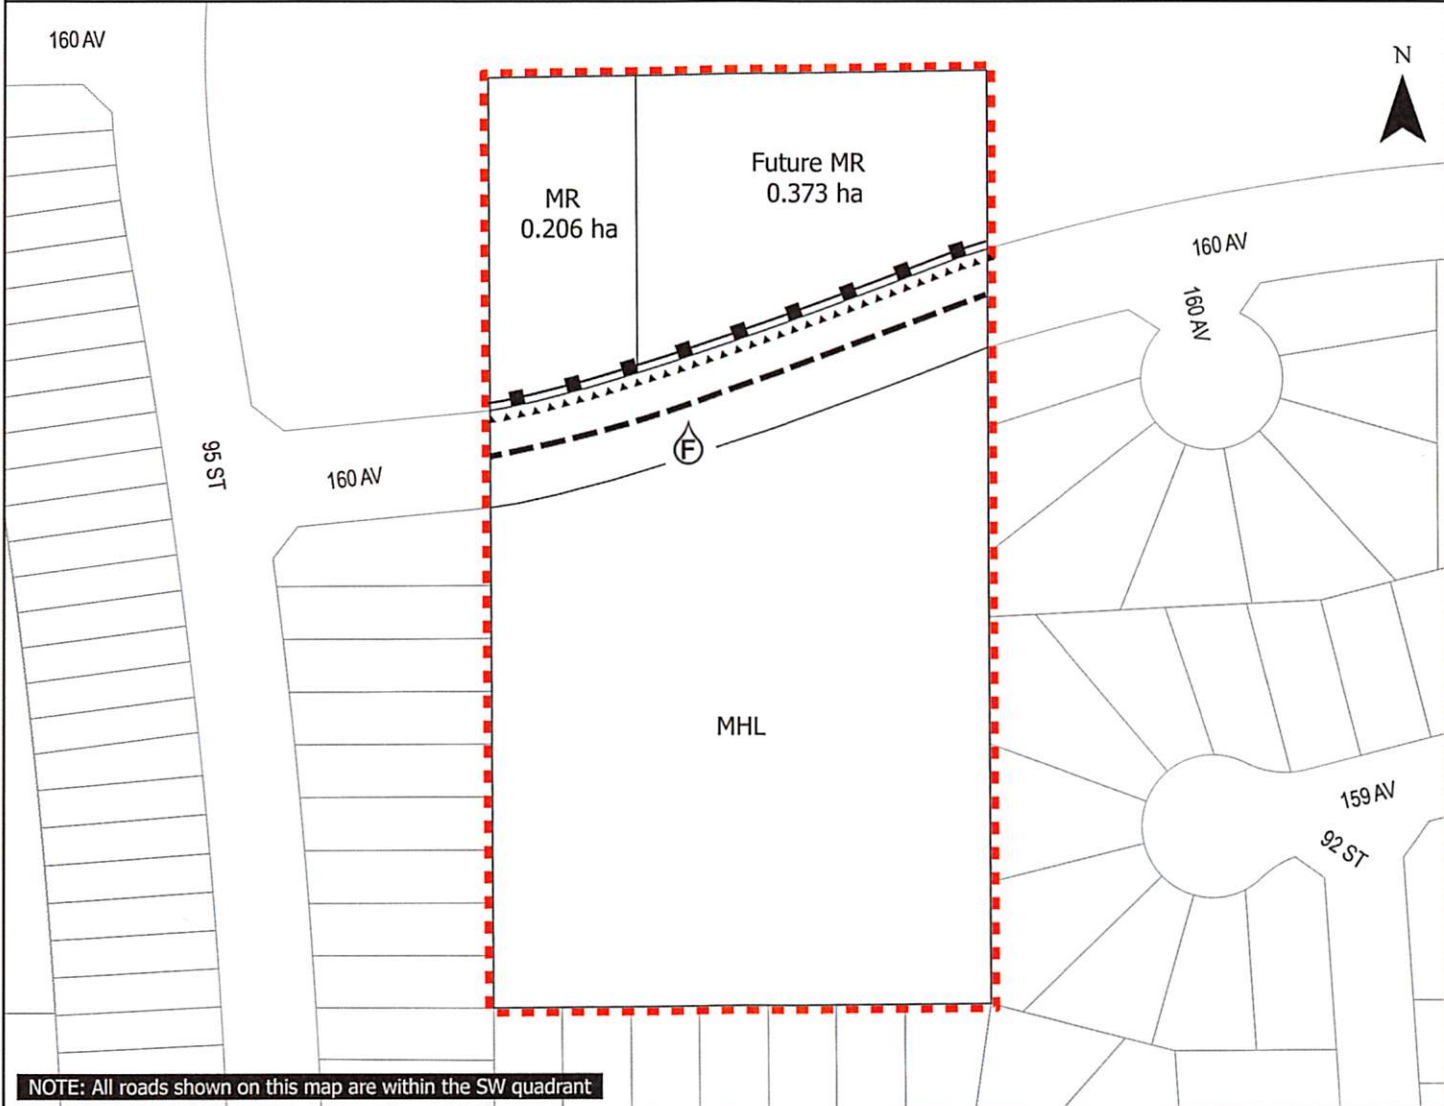 160 AV
N
Future MR
0.373 ha
MR
0.206 ha
160 AV
160 AV
95 ST
160 AV
F
MHL
159 AV
92 ST
NOTE: All roads shown on this map are within the SW quadrant